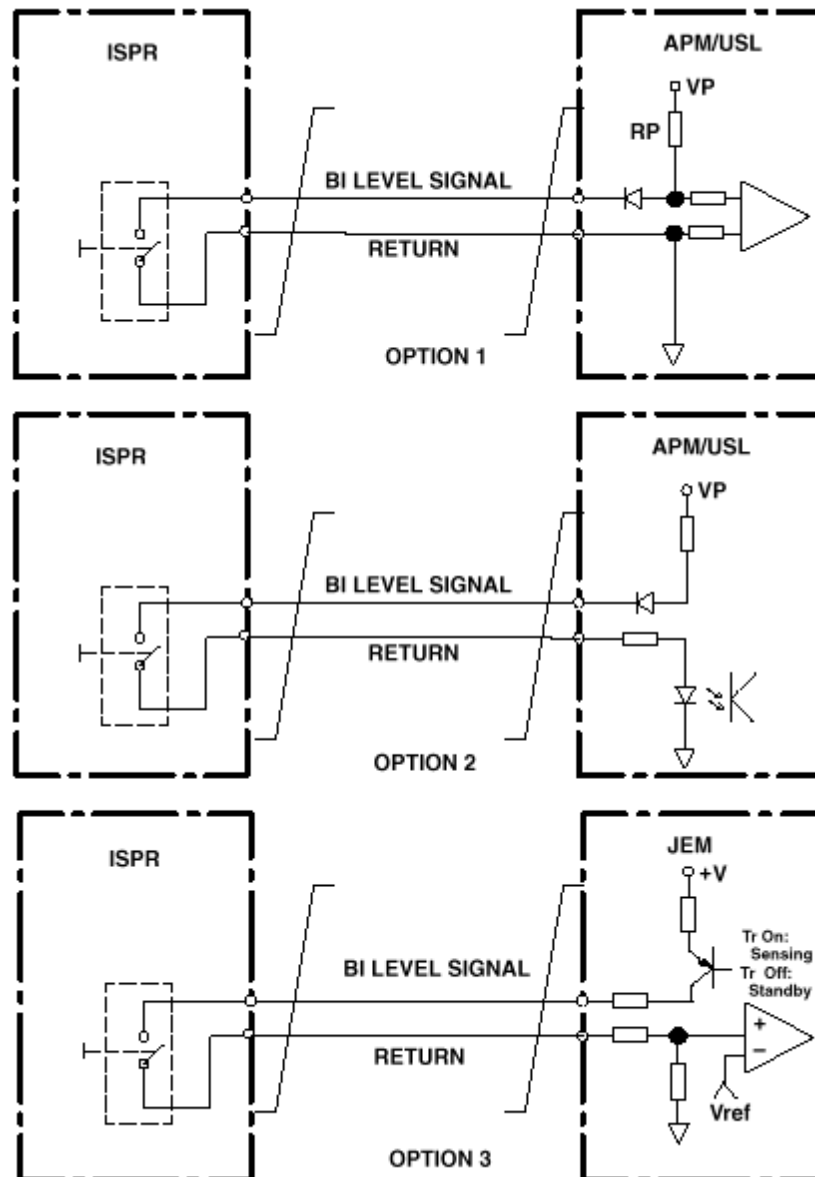 ISPR
APM/USL
VP
RP
BI LEVEL SIGNAL
RETURN
OPTION 1
ISPR
APM/USL
VP
BI LEVEL SIGNAL
RETURN
OPTION 2
ISPR
JEM
+V
Tr On:
Sensing
Tr Off:
Standby
BI LEVEL SIGNAL
+
−
RETURN
Vref
OPTION 3